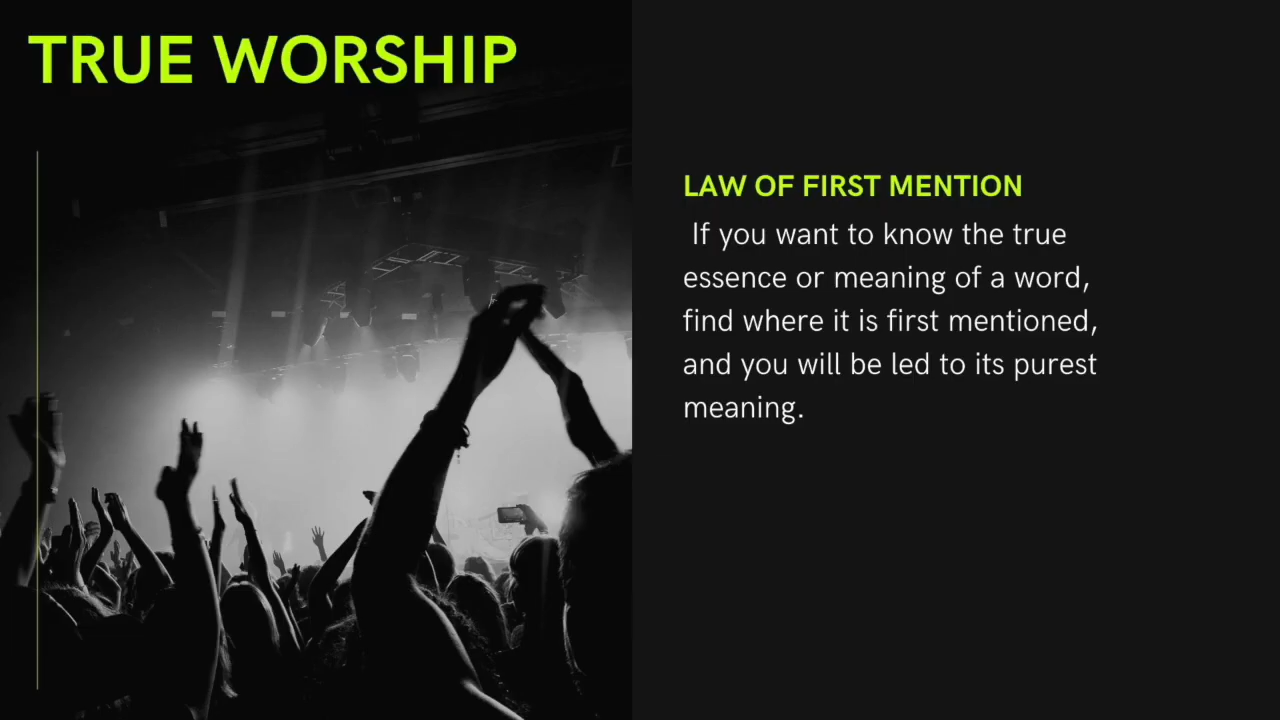 TRUE WORSHIP
LAW OF FIRST MENTION
If you want to know the true
essence or meaning of a word,
find where it is first mentioned,
and you will be led to its purest
meaning.